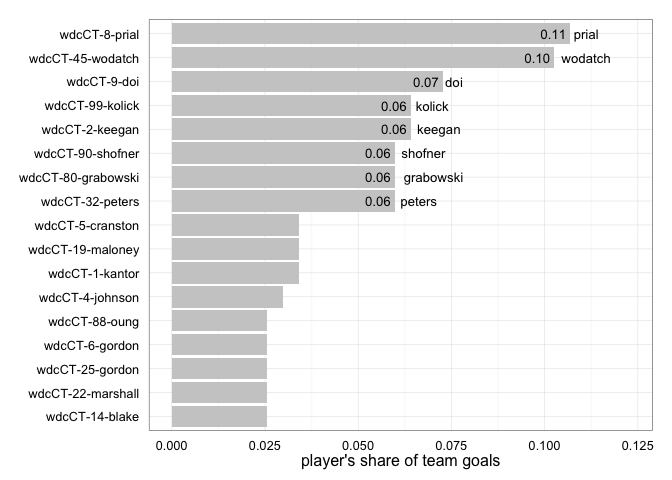 wdcCT-8-prial 0.11 prial
wdcCT-45-wodatch 0.10 wodatch
wdcCT-9-doi 0.07 doi
wdcCT-99-kolick 0.06 kolick
wdcCT-2-keegan 0.06 keegan
wdcCT-90-shofner 0.06 shofner
wdcCT-80-grabowski 0.06 grabowski
wdcCT-32-peters 0.06 peters
wdcCT-5-cranston
wdcCT-19-maloney
wdcCT-1-kantor
wdcCT-4-johnson
wdcCT-88-oung
wdcCT-6-gordon
wdcCT-25-gordon
wdcCT-22-marshall
wdcCT-14-blake
0.000 0.025 0.050 0.075 0.100 0.125
player's share of team goals